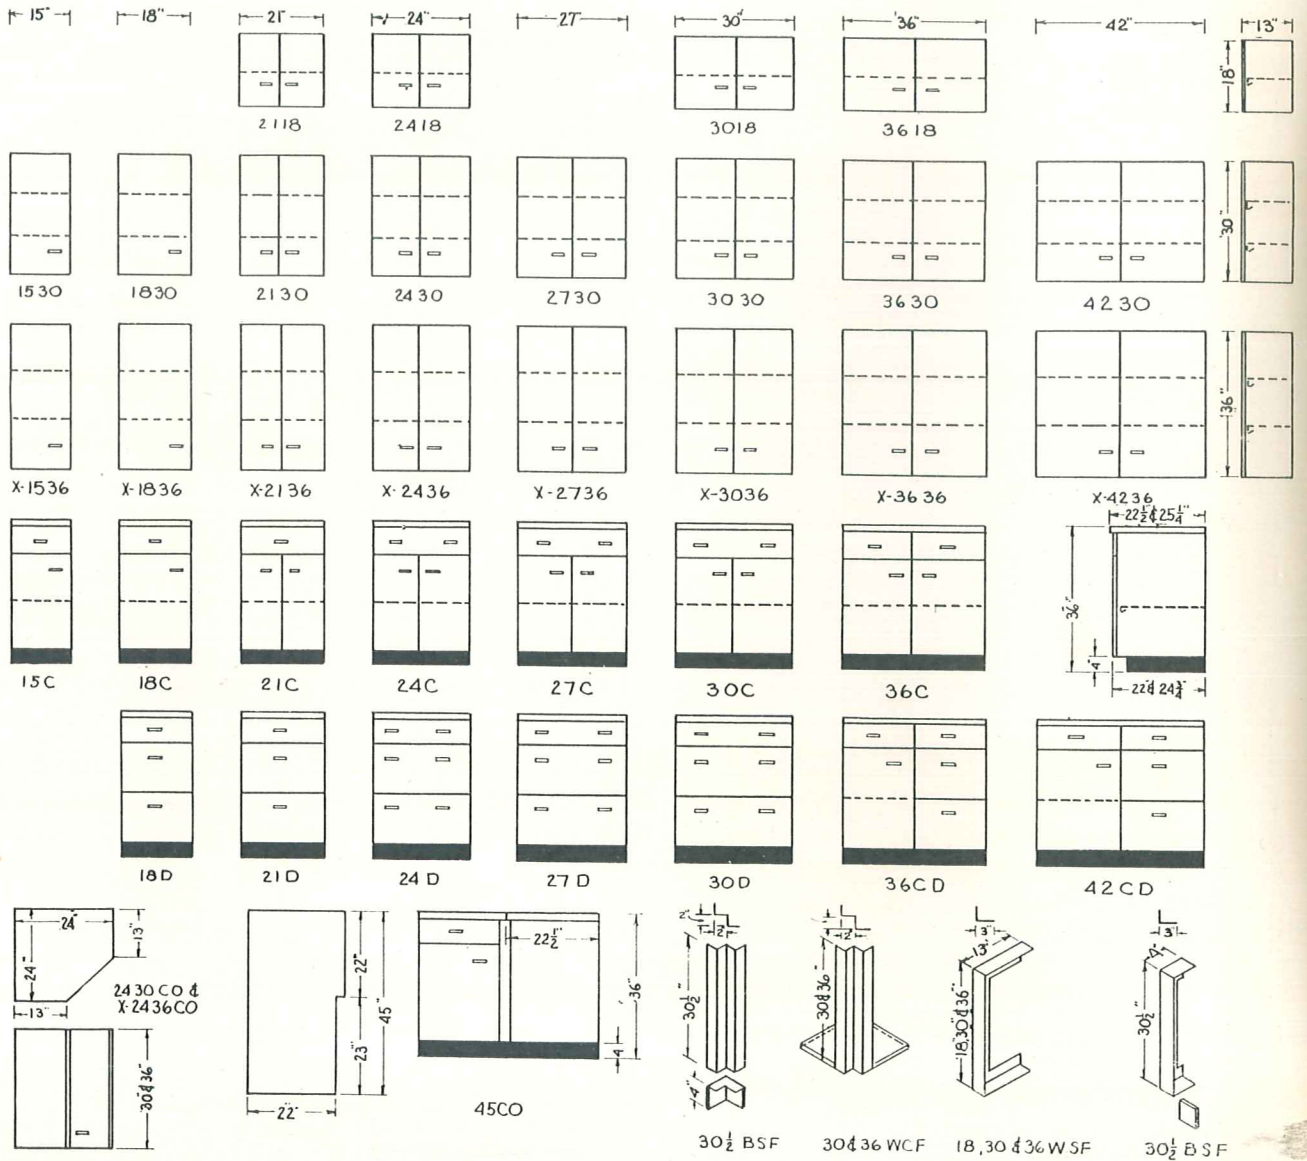 15" 18" 21" 24" 27" 30" 36" 42" 13"
18"
2118 2418 3018 3618
30"
1530 1830 2130 2430 2730 3030 3630 4230
36"
X-1536 X-1836 X-2136 X-2436 X-2736 X-3036 X-3636 X-4236
22½ & 25¼"
36"
4"
22 & 24¾"
15C 18C 21C 24C 27C 30C 36C
18D 21D 24D 27D 30D 36CD 42CD
24"
13"
24"
13"
2430 CO &
X-2436CO
30 & 36"
22"
45"
23"
22"
22½"
36"
4
45CO
2"
2"
30½"
4"
30½ BSF
2"
30 & 36"
30 & 36 WCF
3"
13"
18,30 & 36"
18,30 & 36 WSF
3"
4"
30½"
30½ BSF